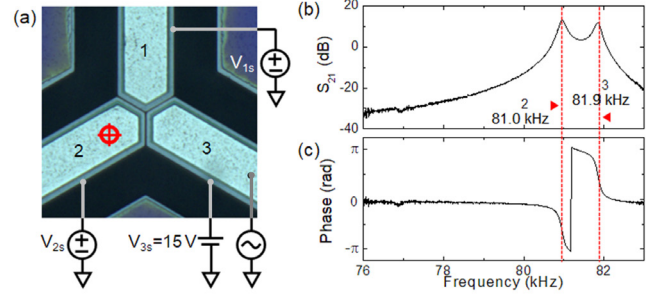 (a)
1
2
3
V1s
V2s
V3s=15 V
(b)
S21 (dB)
20
0
-20
-40
2
81.0 kHz
3
81.9 kHz
(c)
Phase (rad)
π
0
-π
76
78
80
82
Frequency (kHz)